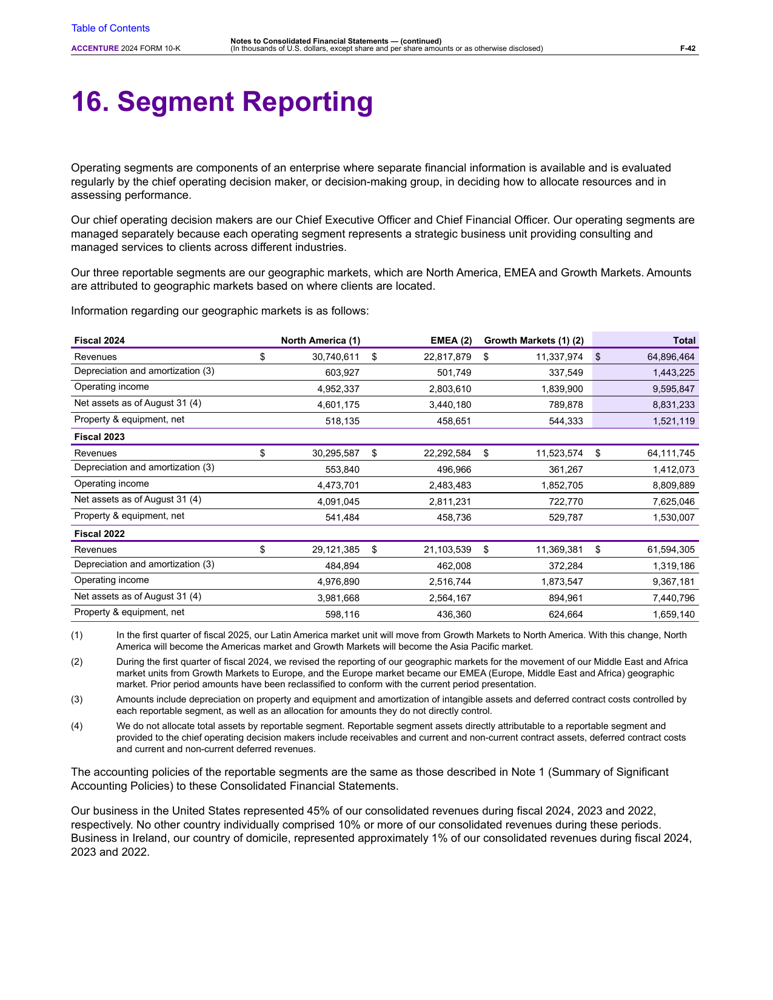 Table of Contents
ACCENTURE 2024 FORM 10-K
Notes to Consolidated Financial Statements — (continued)
(In thousands of U.S. dollars, except share and per share amounts or as otherwise disclosed)
F-42
16. Segment Reporting
Operating segments are components of an enterprise where separate financial information is available and is evaluated
regularly by the chief operating decision maker, or decision-making group, in deciding how to allocate resources and in
assessing performance.
Our chief operating decision makers are our Chief Executive Officer and Chief Financial Officer. Our operating segments are
managed separately because each operating segment represents a strategic business unit providing consulting and
managed services to clients across different industries.
Our three reportable segments are our geographic markets, which are North America, EMEA and Growth Markets. Amounts
are attributed to geographic markets based on where clients are located.
Information regarding our geographic markets is as follows:
Fiscal 2024 North America (1) EMEA (2) Growth Markets (1) (2) Total
Revenues $ 30,740,611 $ 22,817,879 $ 11,337,974 $ 64,896,464
Depreciation and amortization (3) 603,927 501,749 337,549 1,443,225
Operating income 4,952,337 2,803,610 1,839,900 9,595,847
Net assets as of August 31 (4) 4,601,175 3,440,180 789,878 8,831,233
Property & equipment, net 518,135 458,651 544,333 1,521,119
Fiscal 2023
Revenues $ 30,295,587 $ 22,292,584 $ 11,523,574 $ 64,111,745
Depreciation and amortization (3) 553,840 496,966 361,267 1,412,073
Operating income 4,473,701 2,483,483 1,852,705 8,809,889
Net assets as of August 31 (4) 4,091,045 2,811,231 722,770 7,625,046
Property & equipment, net 541,484 458,736 529,787 1,530,007
Fiscal 2022
Revenues $ 29,121,385 $ 21,103,539 $ 11,369,381 $ 61,594,305
Depreciation and amortization (3) 484,894 462,008 372,284 1,319,186
Operating income 4,976,890 2,516,744 1,873,547 9,367,181
Net assets as of August 31 (4) 3,981,668 2,564,167 894,961 7,440,796
Property & equipment, net 598,116 436,360 624,664 1,659,140
(1) In the first quarter of fiscal 2025, our Latin America market unit will move from Growth Markets to North America. With this change, North
America will become the Americas market and Growth Markets will become the Asia Pacific market.
(2) During the first quarter of fiscal 2024, we revised the reporting of our geographic markets for the movement of our Middle East and Africa
market units from Growth Markets to Europe, and the Europe market became our EMEA (Europe, Middle East and Africa) geographic
market. Prior period amounts have been reclassified to conform with the current period presentation.
(3) Amounts include depreciation on property and equipment and amortization of intangible assets and deferred contract costs controlled by
each reportable segment, as well as an allocation for amounts they do not directly control.
(4) We do not allocate total assets by reportable segment. Reportable segment assets directly attributable to a reportable segment and
provided to the chief operating decision makers include receivables and current and non-current contract assets, deferred contract costs
and current and non-current deferred revenues.
The accounting policies of the reportable segments are the same as those described in Note 1 (Summary of Significant
Accounting Policies) to these Consolidated Financial Statements.
Our business in the United States represented 45% of our consolidated revenues during fiscal 2024, 2023 and 2022,
respectively. No other country individually comprised 10% or more of our consolidated revenues during these periods.
Business in Ireland, our country of domicile, represented approximately 1% of our consolidated revenues during fiscal 2024,
2023 and 2022.